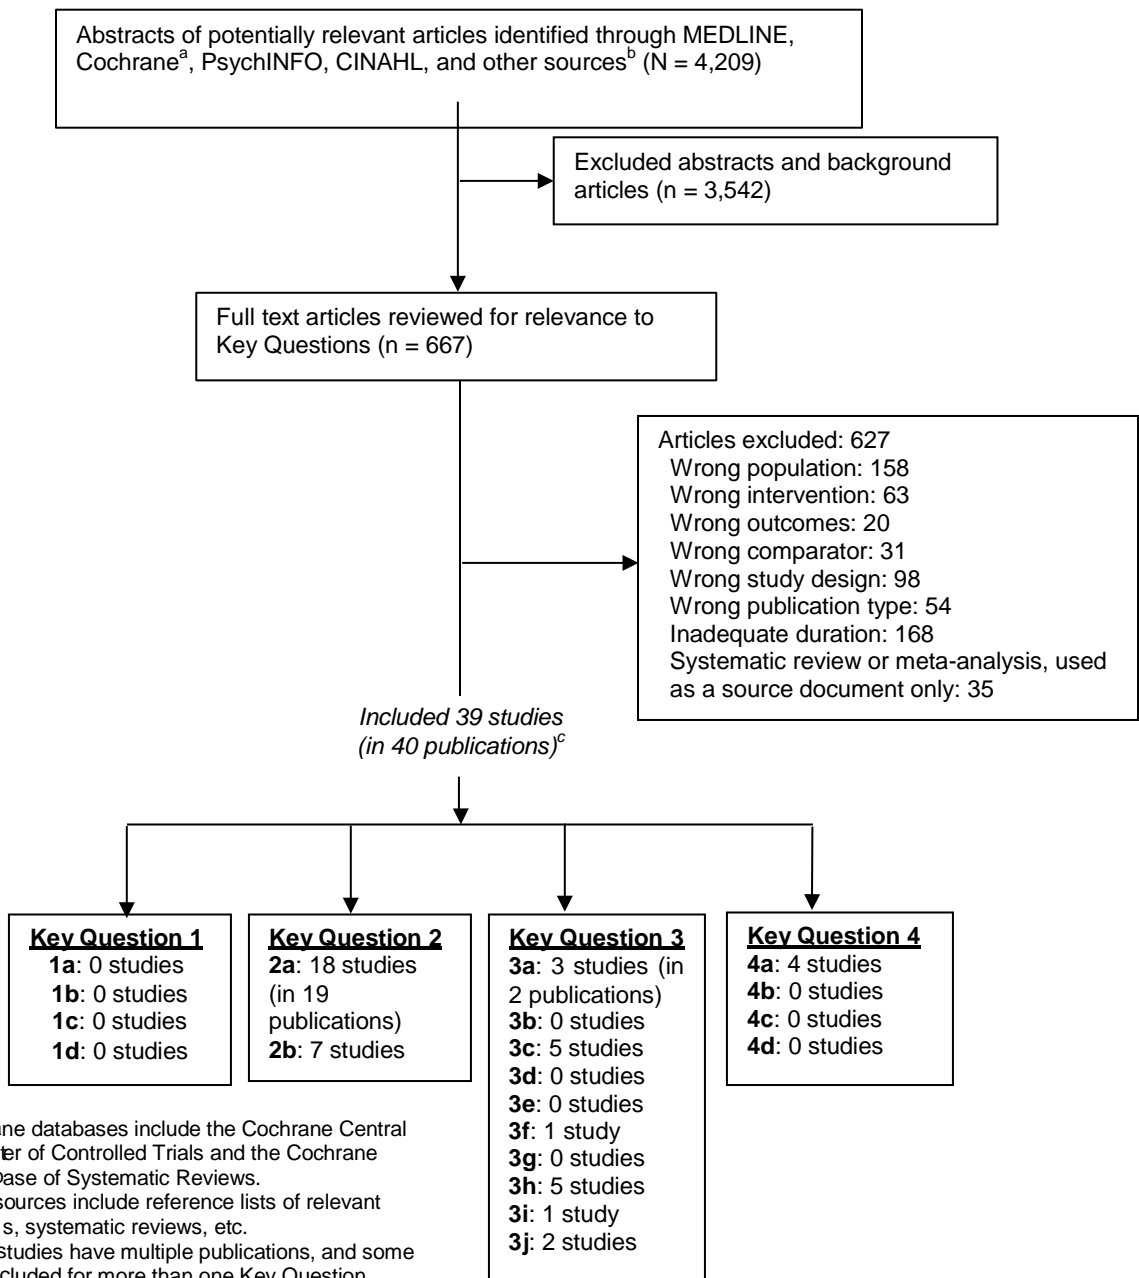 Abstracts of potentially relevant articles identified through MEDLINE,
Cochraneᵃ, PsychINFO, CINAHL, and other sourcesᵇ (N = 4,209)
Excluded abstracts and background
articles (n = 3,542)
Full text articles reviewed for relevance to
Key Questions (n = 667)
Articles excluded: 627
Wrong population: 158
Wrong intervention: 63
Wrong outcomes: 20
Wrong comparator: 31
Wrong study design: 98
Wrong publication type: 54
Inadequate duration: 168
Systematic review or meta-analysis, used
as a source document only: 35
Included 39 studies
(in 40 publications)ᶜ
Key Question 1
1a: 0 studies
1b: 0 studies
1c: 0 studies
1d: 0 studies
Key Question 2
2a: 18 studies
(in 19
publications)
2b: 7 studies
Key Question 3
3a: 3 studies (in
2 publications)
3b: 0 studies
3c: 5 studies
3d: 0 studies
3e: 0 studies
3f: 1 study
3g: 0 studies
3h: 5 studies
3i: 1 study
3j: 2 studies
Key Question 4
4a: 4 studies
4b: 0 studies
4c: 0 studies
4d: 0 studies
databases include the Cochrane Central
of Controlled Trials and the Cochrane
of Systematic Reviews.
sources include reference lists of relevant
systematic reviews, etc.
studies have multiple publications, and some
for more than one Key Question